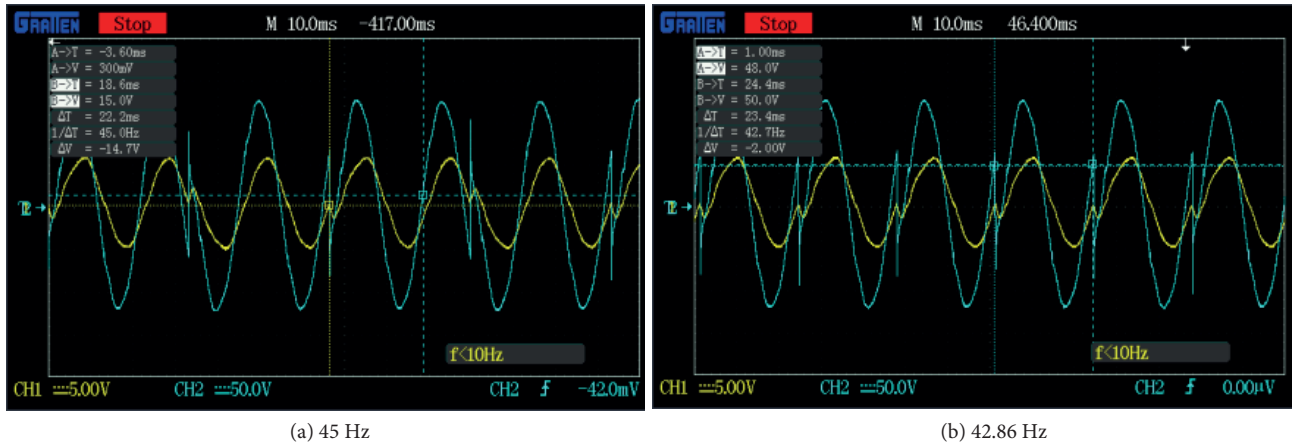 GRATTEN Stop M 10.0ms -417.00ms
A->T = -3.60ms
A->V = 300mV
B->T = 18.6ms
B->V = 15.0V
ΔT = 22.2ms
1/ΔT = 45.0Hz
ΔV = -14.7V
f<10Hz
CH1 5.00V CH2 50.0V CH2 -42.0mV
(a) 45 Hz
GRATTEN Stop M 10.0ms 46.400ms
A->T = 1.00ms
A->V = 48.0V
B->T = 24.4ms
B->V = 50.0V
ΔT = 23.4ms
1/ΔT = 42.7Hz
ΔV = -2.00V
f<10Hz
CH1 5.00V CH2 50.0V CH2 0.00μV
(b) 42.86 Hz